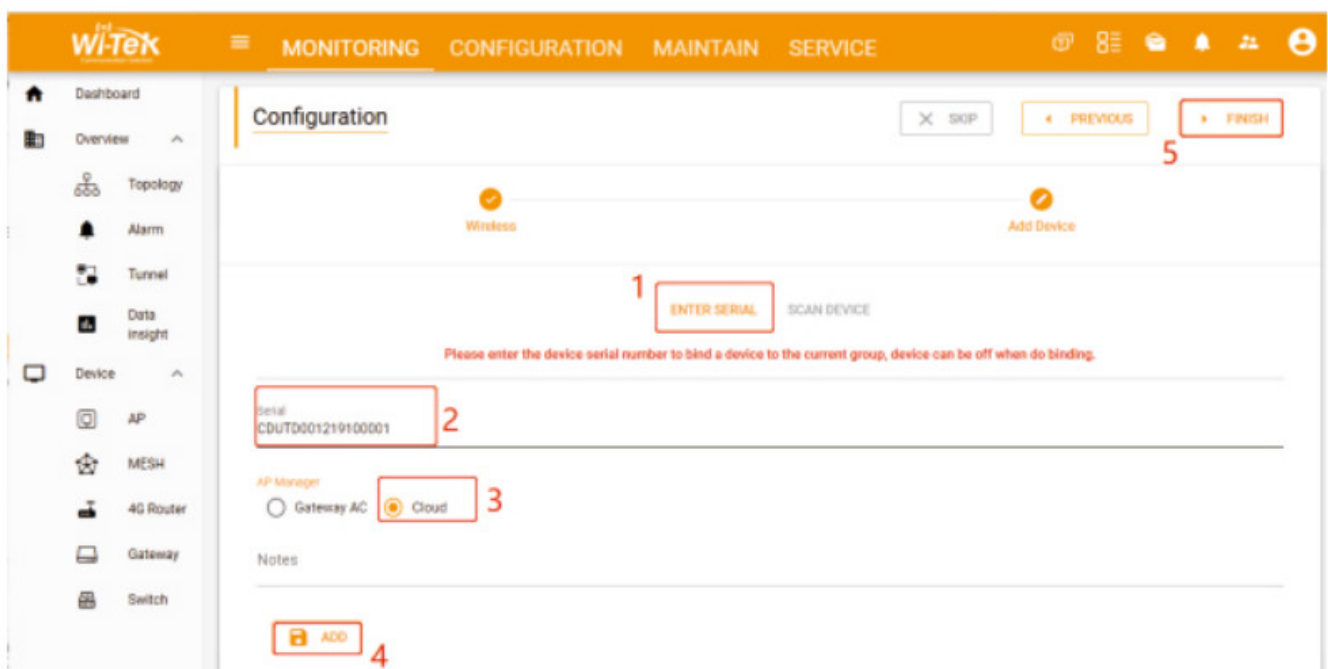 Wi-Tek
MONITORING CONFIGURATION MAINTAIN SERVICE
Dashboard
Overview
Topology
Alarm
Tunnel
Data
insight
Device
AP
MESH
4G Router
Gateway
Switch
Configuration
SKIP
PREVIOUS
FINISH
5
Wireless
Add Device
1
ENTER SERIAL
SCAN DEVICE
Please enter the device serial number to bind a device to the current group, device can be off when do binding.
Serial
CDUTD001219100001
2
AP Manager
Gateway AC
Cloud
3
Notes
ADD
4